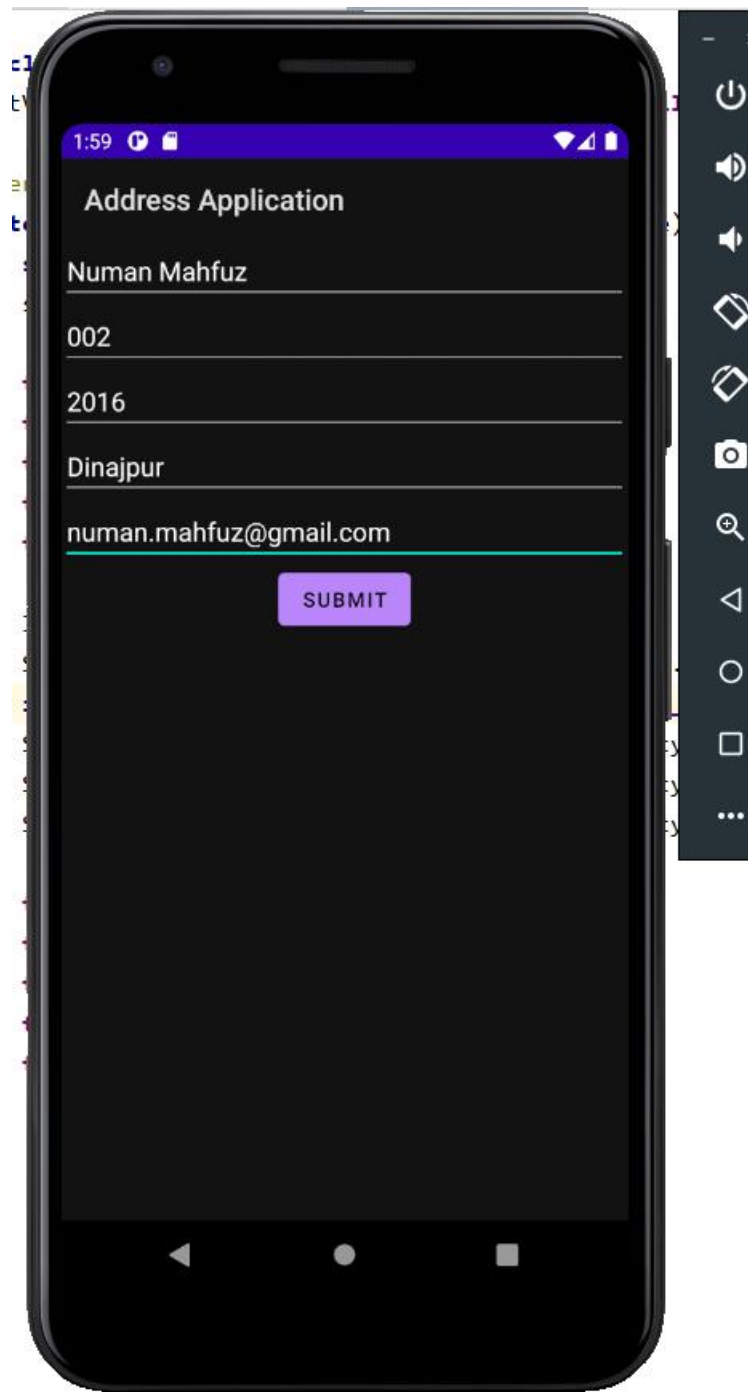 1:59
Address Application
Numan Mahfuz
002
2016
Dinajpur
numan.mahfuz@gmail.com
SUBMIT